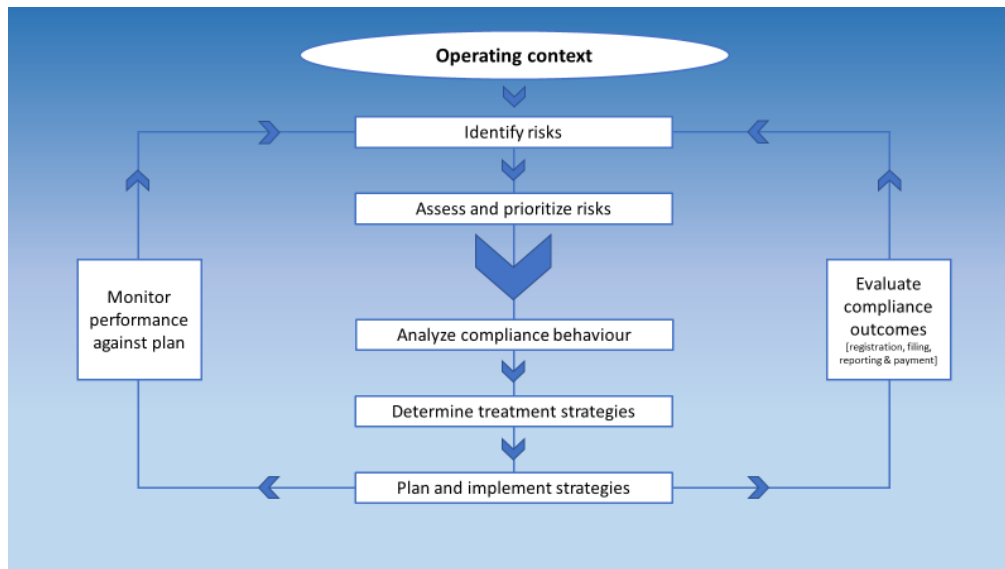 Operating context
Identify risks
Assess and prioritize risks
Monitor
performance
against plan
Evaluate
compliance
outcomes
[registration, filing,
reporting & payment]
Analyze compliance behaviour
Determine treatment strategies
Plan and implement strategies